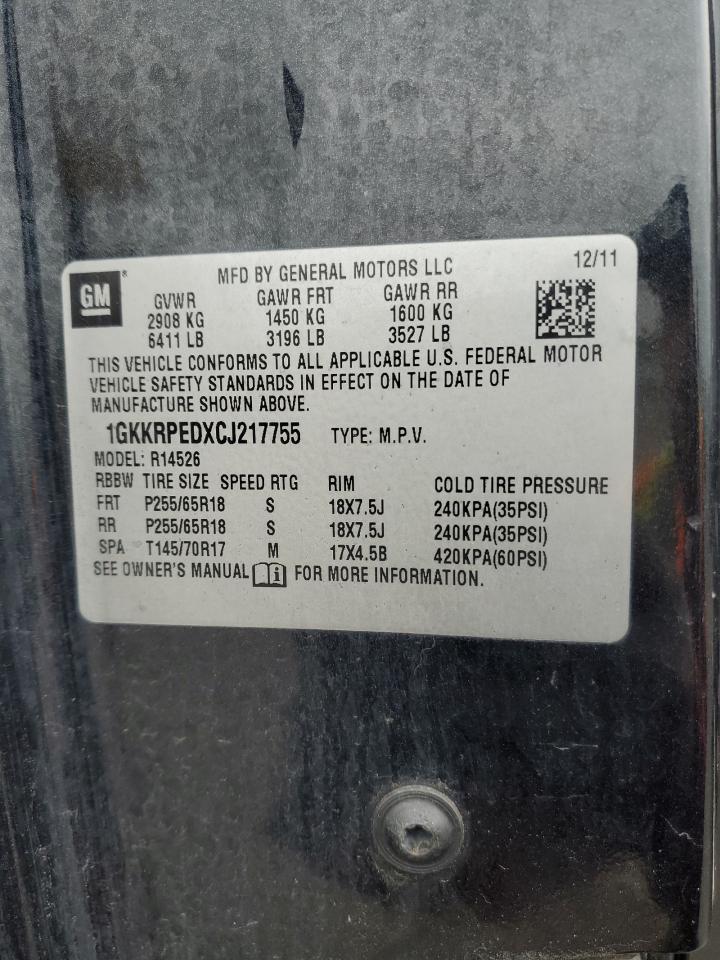 GM®
MFD BY GENERAL MOTORS LLC 12/11
GVWR GAWR FRT GAWR RR
2908 KG 1450 KG 1600 KG
6411 LB 3196 LB 3527 LB
THIS VEHICLE CONFORMS TO ALL APPLICABLE U.S. FEDERAL MOTOR
VEHICLE SAFETY STANDARDS IN EFFECT ON THE DATE OF
MANUFACTURE SHOWN ABOVE.
1GKKRPEDXCJ217755 TYPE: M.P.V.
MODEL: R14526
RBBW TIRE SIZE SPEED RTG RIM COLD TIRE PRESSURE
FRT P255/65R18 S 18X7.5J 240KPA(35PSI)
RR P255/65R18 S 18X7.5J 240KPA(35PSI)
SPA T145/70R17 M 17X4.5B 420KPA(60PSI)
SEE OWNER'S MANUAL i FOR MORE INFORMATION.